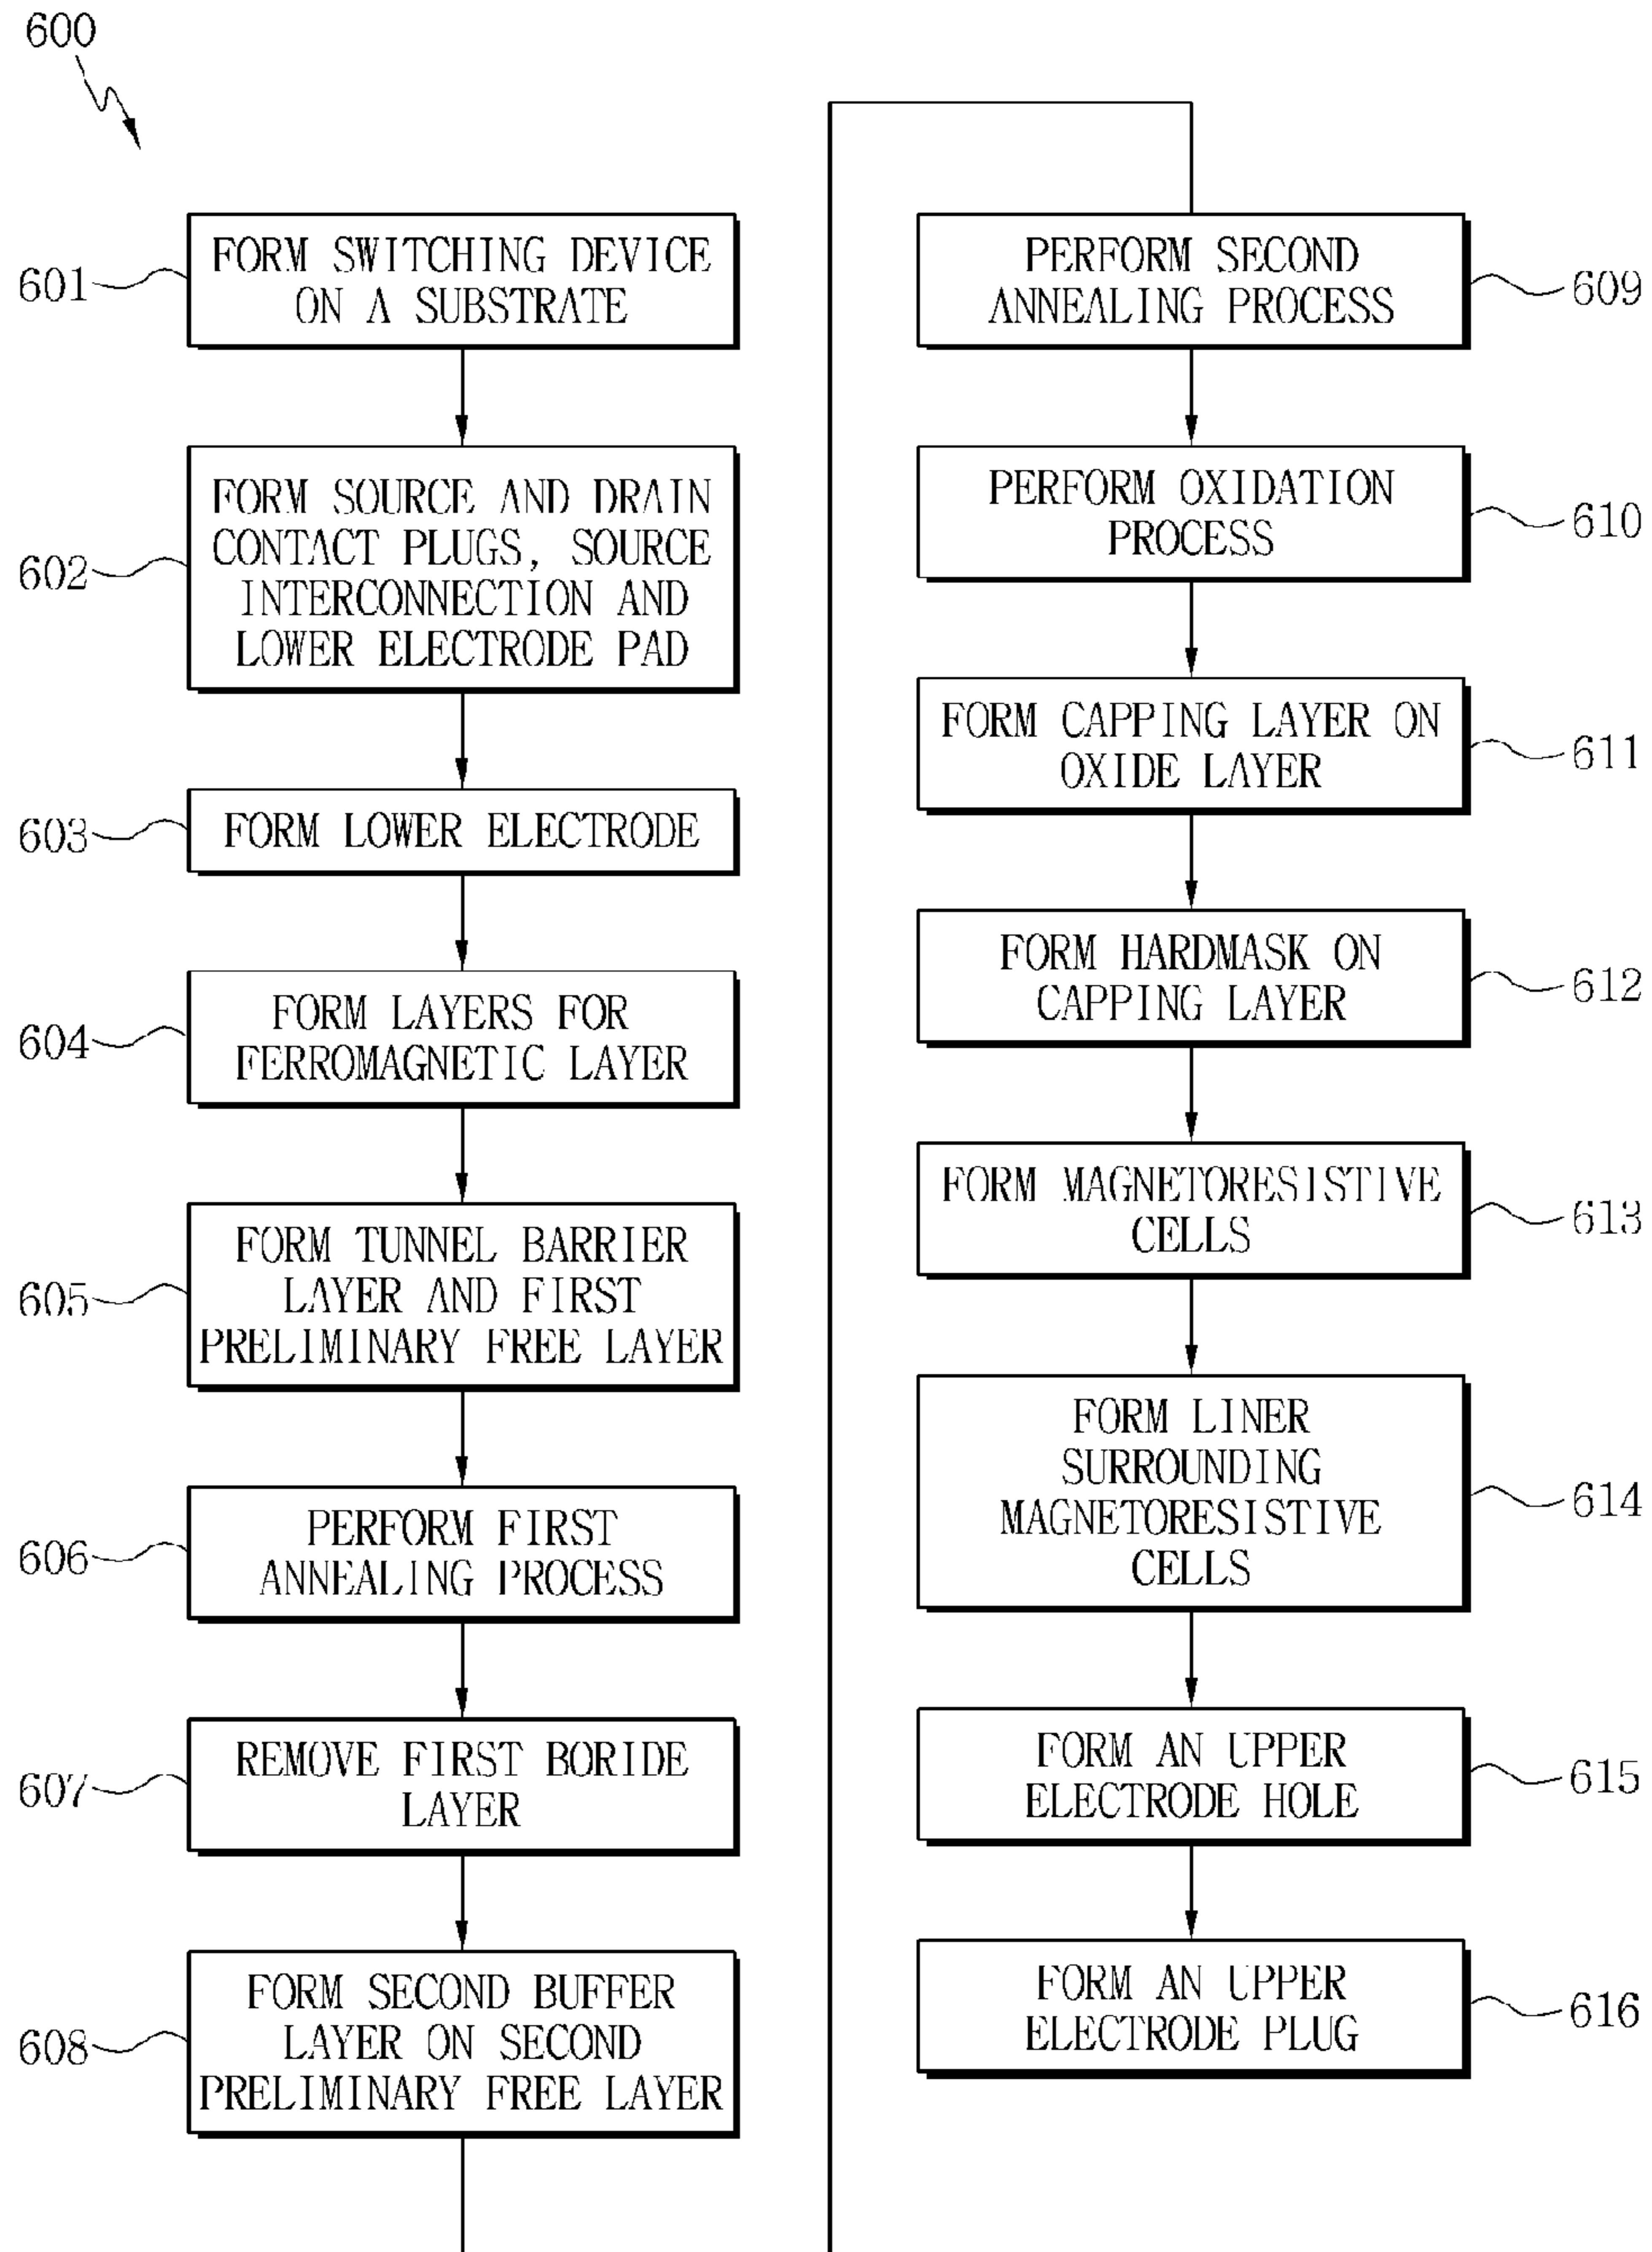 600
601
FORM SWITCHING DEVICE
ON A SUBSTRATE
602
FORM SOURCE AND DRAIN
CONTACT PLUGS, SOURCE
INTERCONNECTION AND
LOWER ELECTRODE PAD
603
FORM LOWER ELECTRODE
604
FORM LAYERS FOR
FERROMAGNETIC LAYER
605
FORM TUNNEL BARRIER
LAYER AND FIRST
PRELIMINARY FREE LAYER
606
PERFORM FIRST
ANNEALING PROCESS
607
REMOVE FIRST BORIDE
LAYER
608
FORM SECOND BUFFER
LAYER ON SECOND
PRELIMINARY FREE LAYER
PERFORM SECOND
ANNEALING PROCESS
609
PERFORM OXIDATION
PROCESS
610
FORM CAPPING LAYER ON
OXIDE LAYER
611
FORM HARDMASK ON
CAPPING LAYER
612
FORM MAGNETORESISTIVE
CELLS
613
FORM LINER
SURROUNDING
MAGNETORESISTIVE
CELLS
614
FORM AN UPPER
ELECTRODE HOLE
615
FORM AN UPPER
ELECTRODE PLUG
616